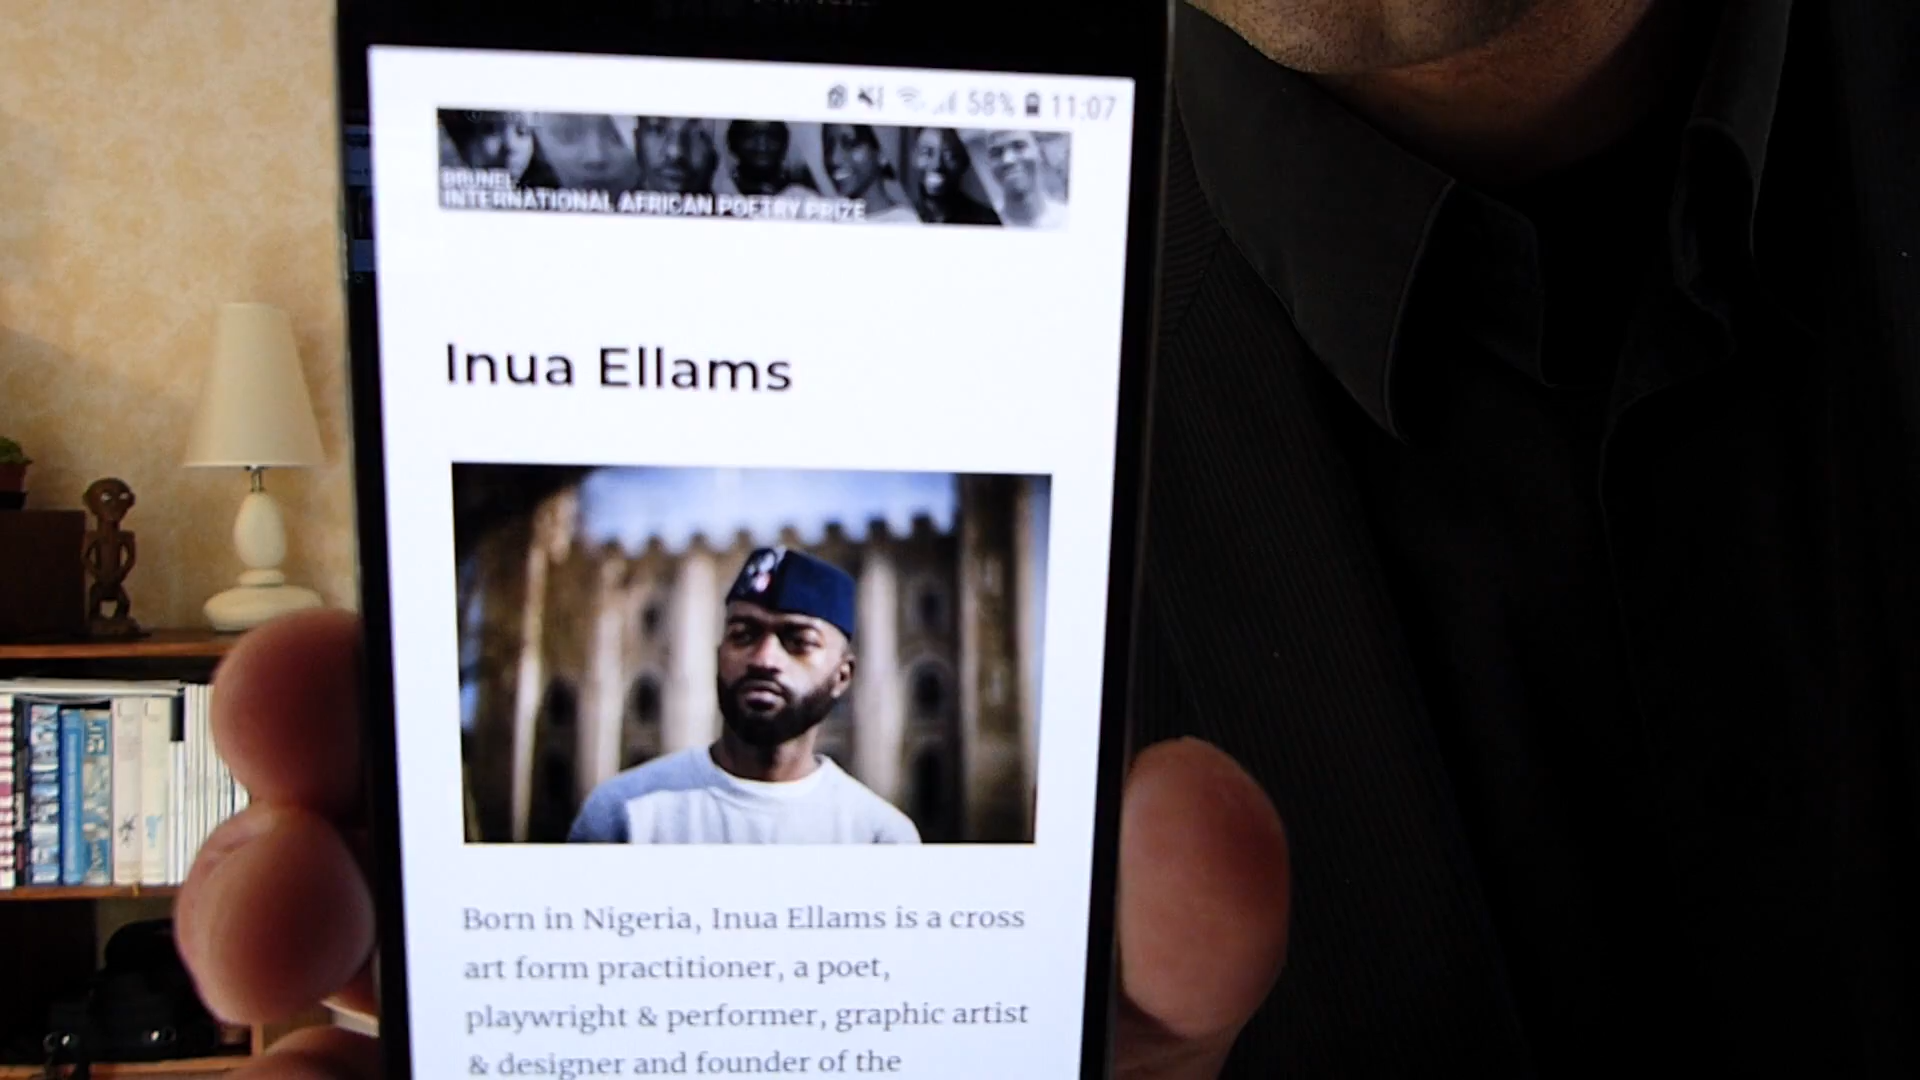 58% 11:07
BRUNEL
INTERNATIONAL AFRICAN POETRY PRIZE
Inua Ellams
Born in Nigeria, Inua Ellams is a cross
art form practitioner, a poet,
playwright & performer, graphic artist
& designer and founder of the